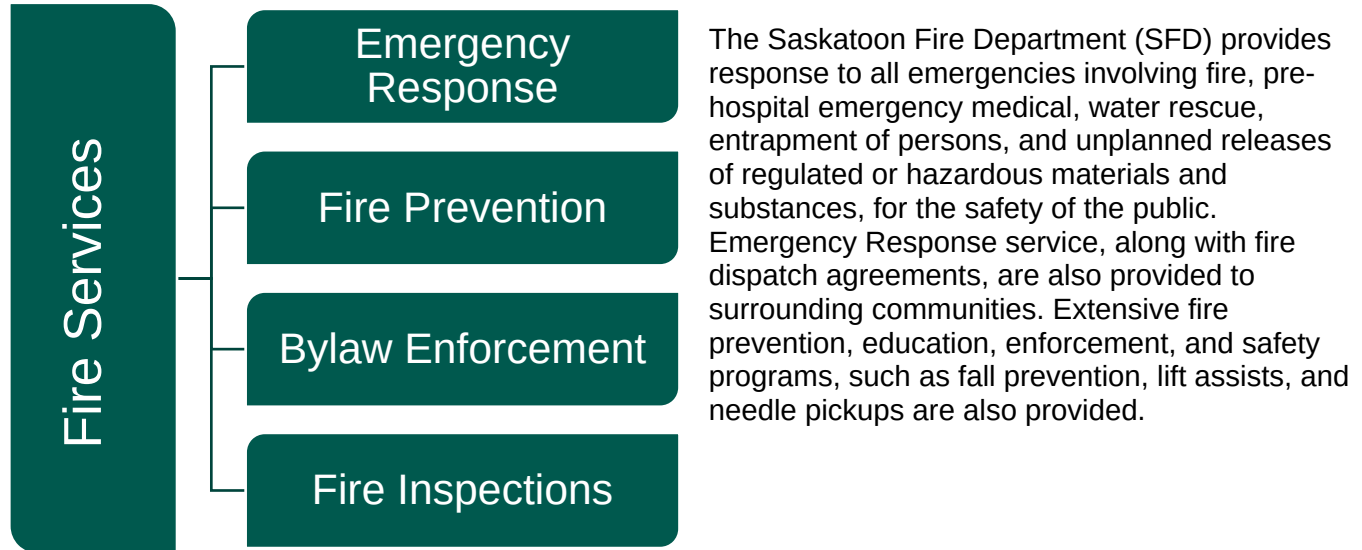 Fire Services
Emergency
Response
Fire Prevention
Bylaw Enforcement
Fire Inspections
The Saskatoon Fire Department (SFD) provides
response to all emergencies involving fire, pre-
hospital emergency medical, water rescue,
entrapment of persons, and unplanned releases
of regulated or hazardous materials and
substances, for the safety of the public.
Emergency Response service, along with fire
dispatch agreements, are also provided to
surrounding communities. Extensive fire
prevention, education, enforcement, and safety
programs, such as fall prevention, lift assists, and
needle pickups are also provided.